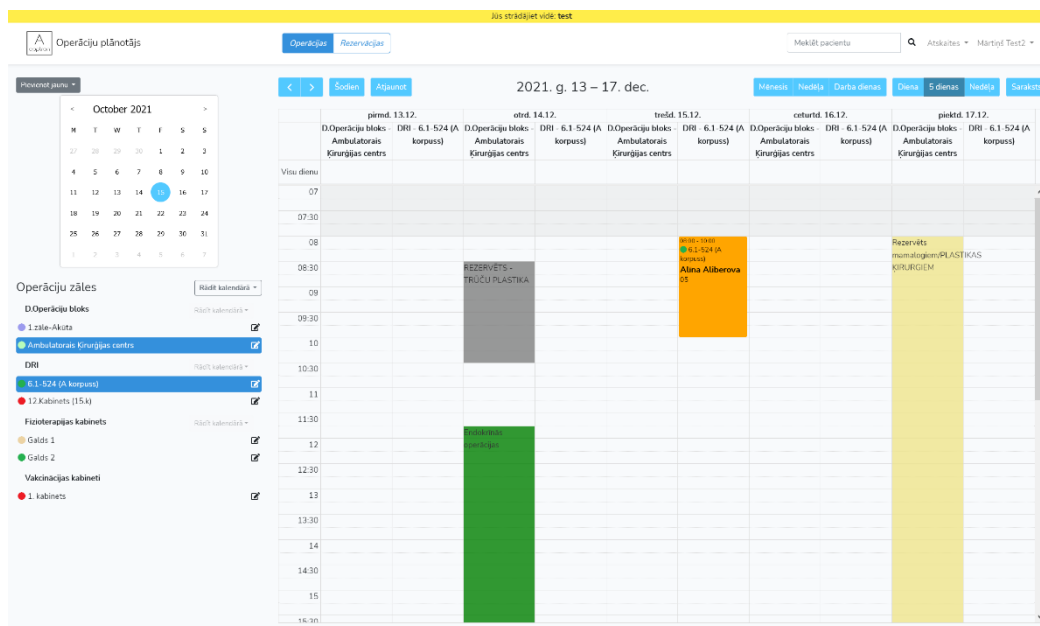 Jūs strādājiet vidē: test
A
Operāciju plānotājs
Operācijas Rezervācijas
Meklēt pacientu
Atskaites
Mārtiņš Test2
Pievienot jaunu
< October 2021 >
M T W T F S S
27 28 29 30 1 2 3
4 5 6 7 8 9 10
11 12 13 14 15 16 17
18 19 20 21 22 23 24
25 26 27 28 29 30 31
1 2 3 4 5 6 7
Operāciju zāles
Rādīt kalendārā
D.Operāciju bloks
Rādīt kalendārā
1.zāle-Akūta
Ambulatorais Ķirurģijas centrs
DRI
Rādīt kalendārā
6.1-524 (A korpuss)
12.Kabinets (15.k)
Fizioterapijas kabinets
Rādīt kalendārā
Galds 1
Galds 2
Vakcinācijas kabineti
1. kabinets
< >
Šodien
Atjaunot
2021. g. 13 – 17. dec.
Mēnesis Nedēļa Darba dienas
Diena 5 dienas Nedēļa Saraksts
pirmd. 13.12. otrd. 14.12. trešd. 15.12. ceturtd. 16.12. piektd. 17.12.
D.Operāciju bloks - DRI - 6.1-524 (A D.Operāciju bloks - DRI - 6.1-524 (A D.Operāciju bloks - DRI - 6.1-524 (A D.Operāciju bloks - DRI - 6.1-524 (A D.Operāciju bloks - DRI - 6.1-524 (A
Ambulatorais korpuss) Ambulatorais korpuss) Ambulatorais korpuss) Ambulatorais korpuss) Ambulatorais korpuss)
Ķirurģijas centrs Ķirurģijas centrs Ķirurģijas centrs Ķirurģijas centrs Ķirurģijas centrs
Visu dienu
07
07:30
08
08:30
09
09:30
10
10:30
11
11:30
12
12:30
13
13:30
14
14:30
15
15:30
REZERVĒTS -
TRŪČU PLASTIKA
Endokrīnās
operācijas
08:00 - 10:00
6.1-524 (A
korpuss)
Alina Aliberova
05
Rezervēts
mamalogiem/PLASTIKAS
ĶIRURGIEM